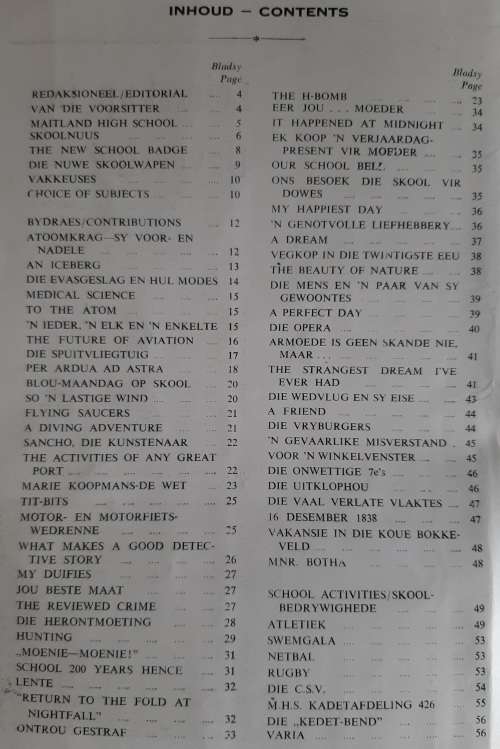 INHOUD – CONTENTS
Bladsy
Page
REDAKSIONEEL/EDITORIAL .... 4
VAN DIE VOORSITTER .... .... 4
MAITLAND HIGH SCHOOL .... 5
SKOOLNUUS .... .... .... 6
THE NEW SCHOOL BADGE .... 8
DIE NUWE SKOOLWAPEN .... 9
VAKKEUSES .... .... .... 10
CHOICE OF SUBJECTS .... .... 10
BYDRAES/CONTRIBUTIONS .... 12
ATOOMKRAG—SY VOOR- EN
NADELE .... .... .... 12
AN ICEBERG .... .... .... 13
DIE EVASGESLAG EN HUL MODES 14
MEDICAL SCIENCE .... .... 15
TO THE ATOM .... .... .... 15
'N IEDER, 'N ELK EN 'N ENKELTE 15
THE FUTURE OF AVIATION .... 16
DIE SPUITVLIEGTUIG .... .... 17
PER ARDUA AD ASTRA .... 18
BLOU-MAANDAG OP SKOOL .... 20
SO 'N LASTIGE WIND .... .... 20
FLYING SAUCERS .... .... 21
A DIVING ADVENTURE .... .... 21
SANCHO, DIE KUNSTENAAR .... 22
THE ACTIVITIES OF ANY GREAT
PORT .... .... .... .... 22
MARIE KOOPMANS-DE WET .... 23
TIT-BITS .... .... .... 25
MOTOR- EN MOTORFIETS-
WEDRENNE .... .... .... 25
WHAT MAKES A GOOD DETEC-
TIVE STORY .... .... .... 26
MY DUIFIES .... .... .... 27
JOU BESTE MAAT .... .... 27
THE REVIEWED CRIME .... .... 27
DIE HERONTMOETING .... .... 28
HUNTING .... .... .... .... 29
„MOENIE—MOENIE!" .... .... 31
SCHOOL 200 YEARS HENCE .... 31
LENTE .... .... .... .... 32
"RETURN TO THE FOLD AT
NIGHTFALL" .... .... .... 32
ONTROU GESTRAF .... .... 33
Bladsy
Page
THE H-BOMB .... .... .... 23
EER JOU ... MOEDER .... 34
IT HAPPENED AT MIDNIGHT .... 34
EK KOOP 'N VERJAARDAG-
PRESENT VIR MOEDER .... 35
OUR SCHOOL BELL .... .... 35
ONS BESOEK DIE SKOOL VIR
DOWES .... .... .... 35
MY HAPPIEST DAY .... .... 36
'N GENOTVOLLE LIEFHEBBERY.... 36
A DREAM .... .... .... 37
VEGKOP IN DIE TWINTIGSTE EEU 38
THE BEAUTY OF NATURE .... 38
DIE MENS EN 'N PAAR VAN SY
GEWOONTES .... .... .... 39
A PERFECT DAY .... .... 39
DIE OPERA .... .... .... 40
ARMOEDE IS GEEN SKANDE NIE,
MAAR ... .... .... .... 41
THE STRANGEST DREAM I'VE
EVER HAD .... .... .... 41
DIE WEDVLUG EN SY EISE .... 43
A FRIEND .... .... .... 44
DIE VRYBURGERS .... .... 44
'N GEVAARLIKE MISVERSTAND . 45
VOOR 'N WINKELVENSTER .... 45
DIE ONWETTIGE 7e's .... .... 46
DIE UITKLOPHOU .... .... 46
DIE VAAL VERLATE VLAKTES .... 47
16 DESEMBER 1838 .... .... 47
VAKANSIE IN DIE KOUE BOKKE-
VELD .... .... .... .... 48
MNR. BOTHA .... .... .... 48
SCHOOL ACTIVITIES/SKOOL-
BEDRYWIGHEDE .... .... 49
ATLETIEK .... .... .... 49
SWEMGALA .... .... .... 53
NETBAL .... .... .... 53
RUGBY .... .... .... 53
DIE C.S.V. .... .... .... 54
M.H.S. KADETAFDELING 426 .... 55
DIE „KEDET-BEND" .... .... 56
VARIA .... .... .... .... 56